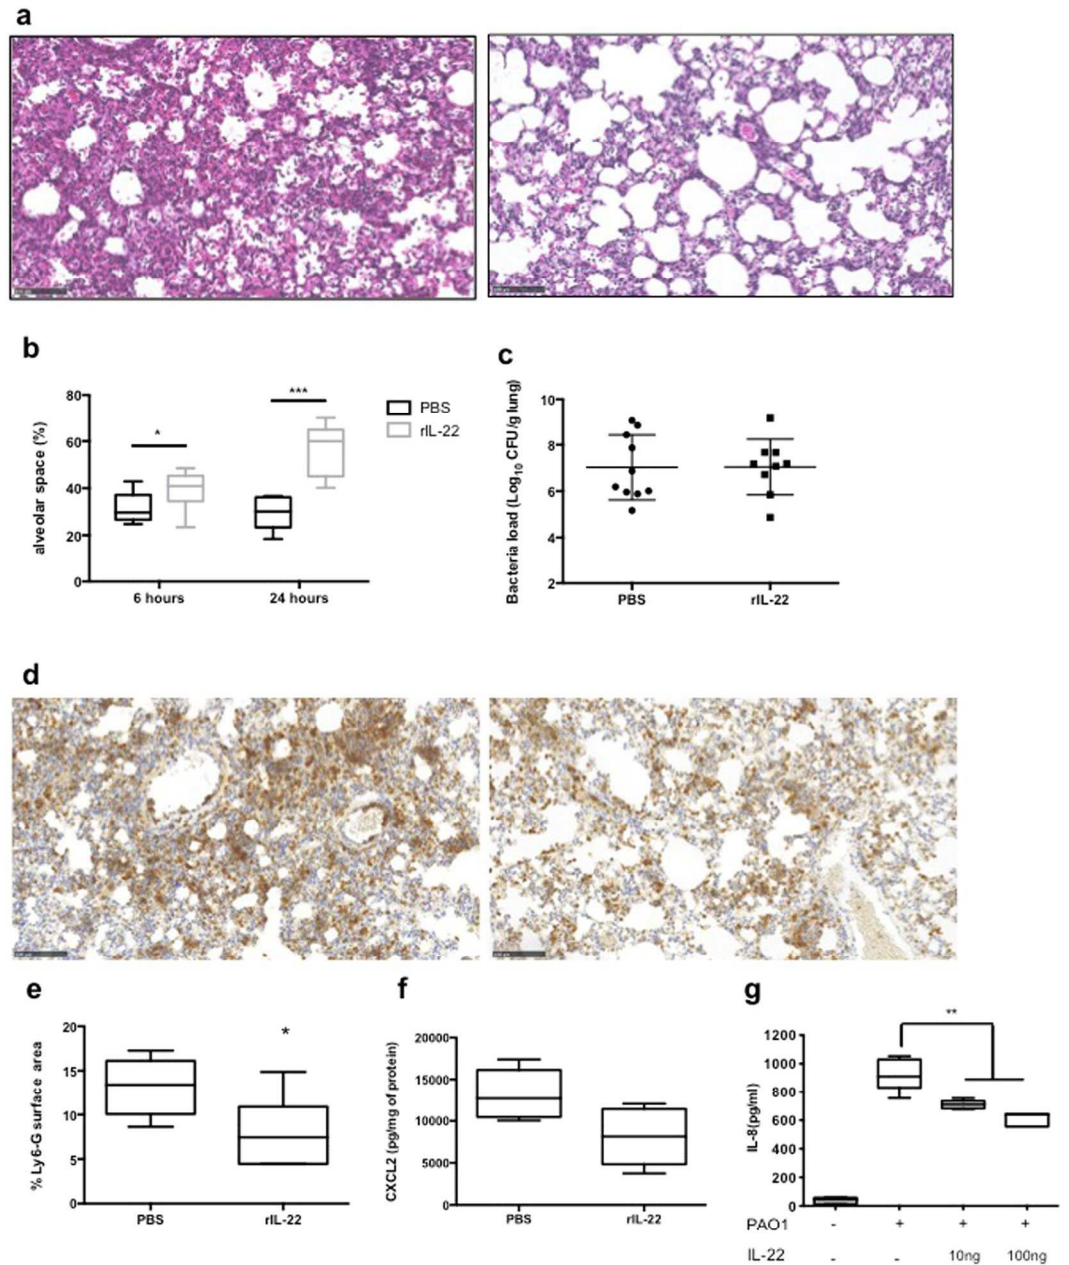 a
b
80
60
40
20
0
alveolar space (%)
*
***
PBS
rIL-22
6 hours
24 hours
c
10
8
6
4
2
Bacteria load (Log10 CFU/g lung)
PBS
rIL-22
d
e
20
15
10
5
0
% Ly6-G surface area
*
PBS
rIL-22
f
20000
15000
10000
5000
0
CXCL2 (pg/mg of protein)
PBS
rIL-22
g
1200
1000
800
600
400
200
0
IL-8(pg/ml)
**
PAO1 - + + +
IL-22 - - 10ng 100ng